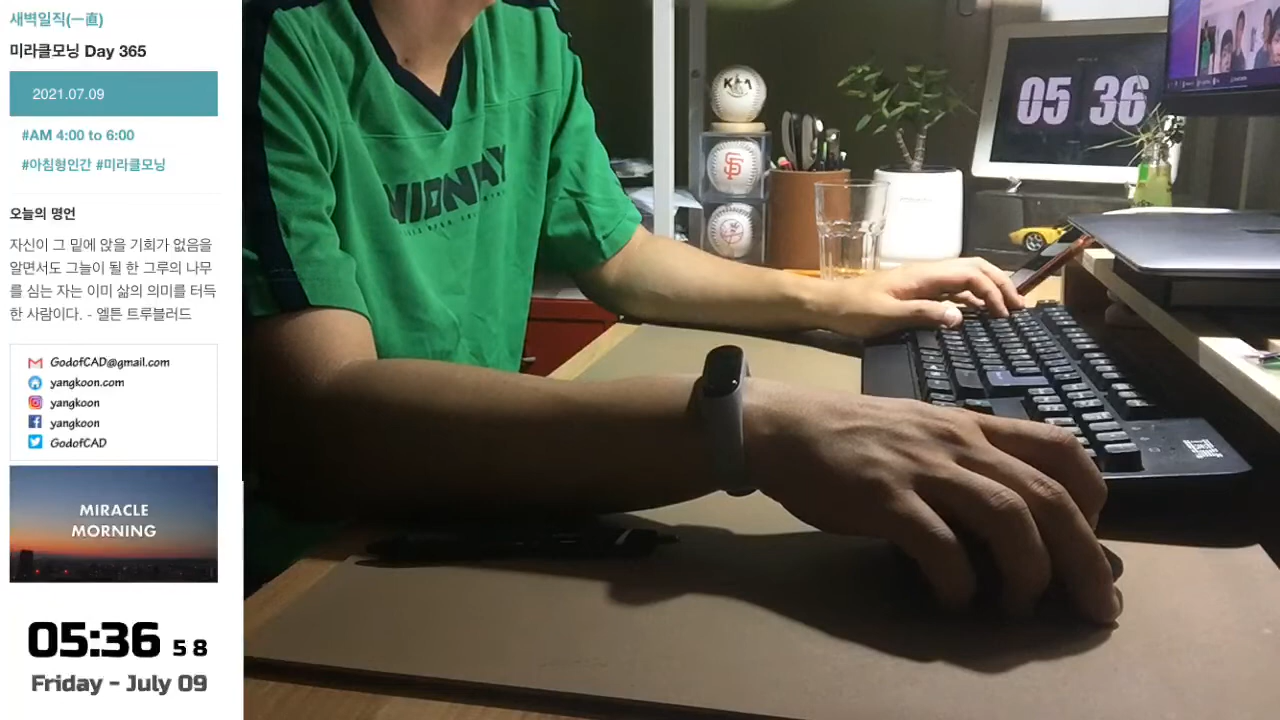 새벽일직(一直)
미라클모닝 Day 365
2021.07.09
#AM 4:00 to 6:00
#아침형인간 #미라클모닝
오늘의 명언
자신이 그 밑에 앉을 기회가 없음을
알면서도 그늘이 될 한 그루의 나무
를 심는 자는 이미 삶의 의미를 터득
한 사람이다. - 엘튼 트루블러드
GodofCAD@gmail.com
yangkoon.com
yangkoon
yangkoon
GodofCAD
MIRACLE
MORNING
05:36 58
Friday - July 09
MIDWAY
SF
05 36